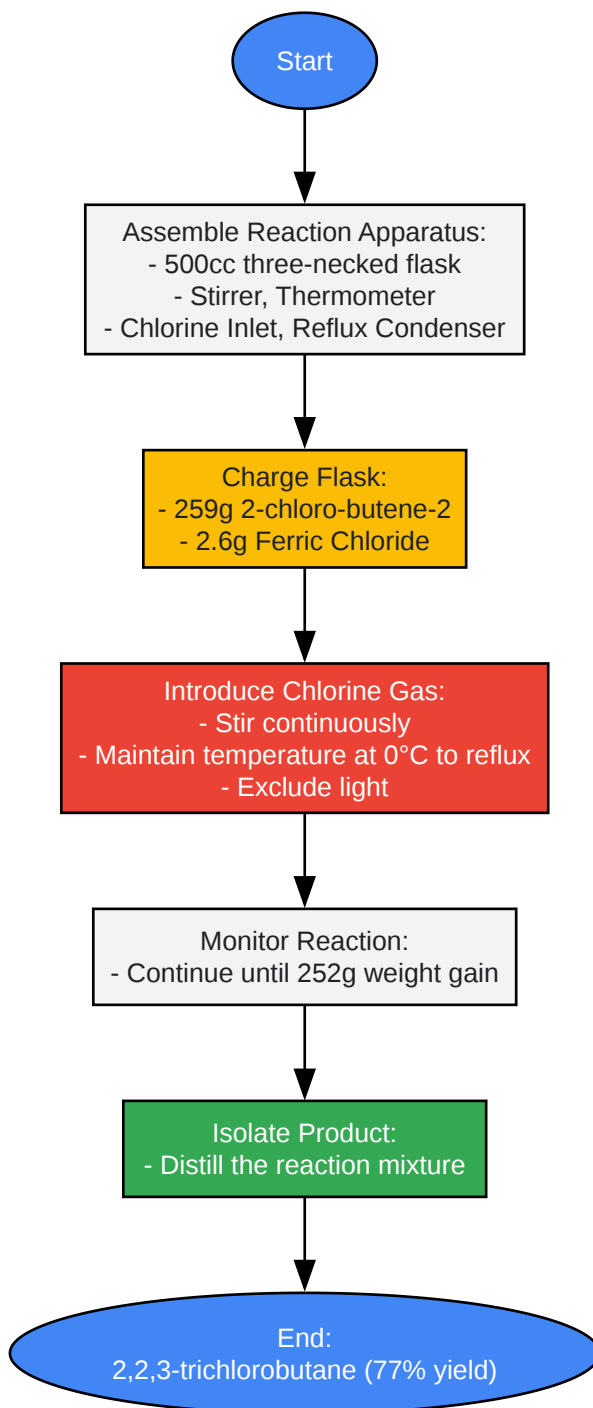 Start
Assemble Reaction Apparatus:
- 500cc three-necked flask
- Stirrer, Thermometer
- Chlorine Inlet, Reflux Condenser
Charge Flask:
- 259g 2-chloro-butene-2
- 2.6g Ferric Chloride
Introduce Chlorine Gas:
- Stir continuously
- Maintain temperature at 0°C to reflux
- Exclude light
Monitor Reaction:
- Continue until 252g weight gain
Isolate Product:
- Distill the reaction mixture
End:
2,2,3-trichlorobutane (77% yield)